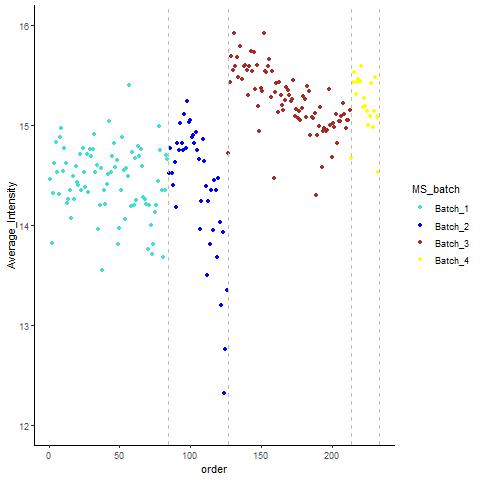 16
15
14
13
12
Average_Intensity
0
50
100
150
200
order
MS_batch
Batch_1
Batch_2
Batch_3
Batch_4